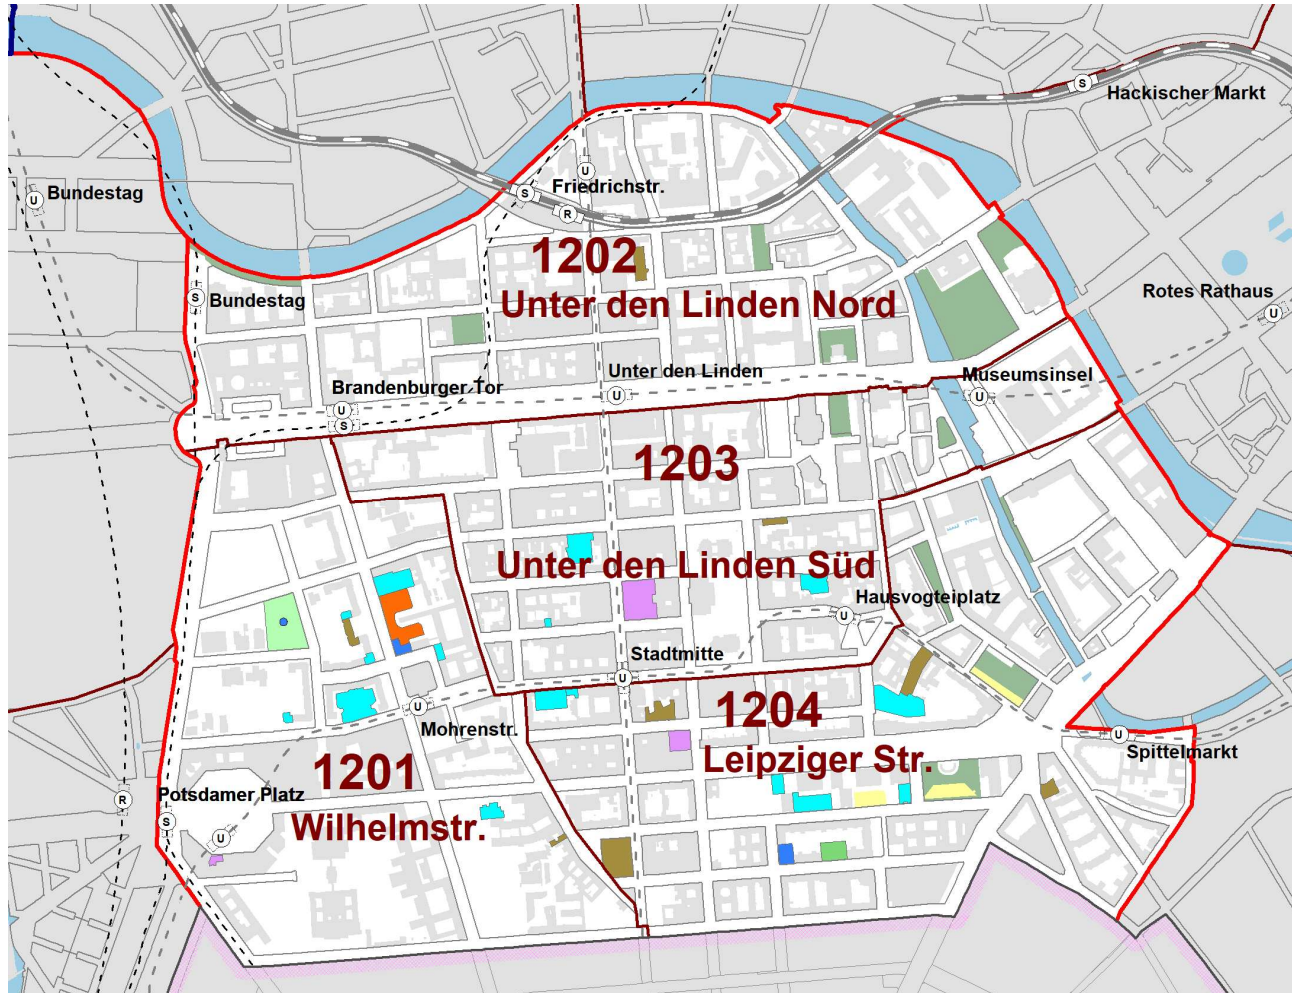 S
Hackischer Markt
U
Bundestag
U
Friedrichstr.
S
R
1202
Unter den Linden Nord
S
Bundestag
Rotes Rathaus
U
Brandenburger Tor
U
S
Unter den Linden
U
Museumsinsel
U
1203
Unter den Linden Süd
Hausvogteiplatz
U
Stadtmitte
U
U
Mohrenstr.
1204
Leipziger Str.
U
Spittelmarkt
1201
Wilhelmstr.
R
Potsdamer Platz
S
U